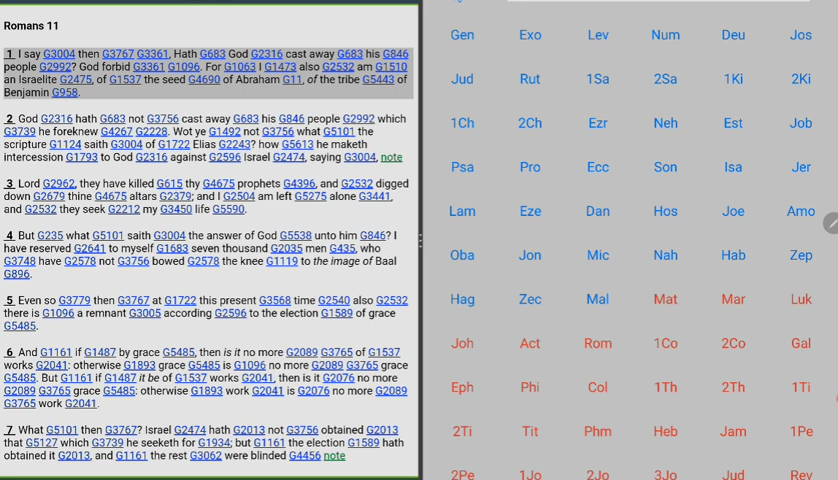 Romans 11
1 I say G3004 then G3767 G3361, Hath G683 God G2316 cast away G683 his G846
people G2992? God forbid G3361 G1096. For G1063 I G1473 also G2532 am G1510
an Israelite G2475, of G1537 the seed G4690 of Abraham G11, of the tribe G5443 of
Benjamin G958.
2 God G2316 hath G683 not G3756 cast away G683 his G846 people G2992 which
G3739 he foreknew G4267 G2228. Wot ye G1492 not G3756 what G5101 the
scripture G1124 saith G3004 of G1722 Elias G2243? how G5613 he maketh
intercession G1793 to God G2316 against G2596 Israel G2474, saying G3004, note
3 Lord G2962, they have killed G615 thy G4675 prophets G4396, and G2532 digged
down G2679 thine G4675 altars G2379; and I G2504 am left G5275 alone G3441,
and G2532 they seek G2212 my G3450 life G5590.
4 But G235 what G5101 saith G3004 the answer of God G5538 unto him G846? I
have reserved G2641 to myself G1683 seven thousand G2035 men G435, who
G3748 have G2578 not G3756 bowed G2578 the knee G1119 to the image of Baal
G896.
5 Even so G3779 then G3767 at G1722 this present G3568 time G2540 also G2532
there is G1096 a remnant G3005 according G2596 to the election G1589 of grace
G5485.
6 And G1161 if G1487 by grace G5485, then is it no more G2089 G3765 of G1537
works G2041: otherwise G1893 grace G5485 is G1096 no more G2089 G3765 grace
G5485. But G1161 if G1487 it be of G1537 works G2041, then is it G2076 no more
G2089 G3765 grace G5485: otherwise G1893 work G2041 is G2076 no more G2089
G3765 work G2041.
7 What G5101 then G3767? Israel G2474 hath G2013 not G3756 obtained G2013
that G5127 which G3739 he seeketh for G1934; but G1161 the election G1589 hath
obtained it G2013, and G1161 the rest G3062 were blinded G4456 note
Gen Exo Lev Num Deu Jos
Jud Rut 1Sa 2Sa 1Ki 2Ki
1Ch 2Ch Ezr Neh Est Job
Psa Pro Ecc Son Isa Jer
Lam Eze Dan Hos Joe Amo
Oba Jon Mic Nah Hab Zep
Hag Zec Mal Mat Mar Luk
Joh Act Rom 1Co 2Co Gal
Eph Phi Col 1Th 2Th 1Ti
2Ti Tit Phm Heb Jam 1Pe
2Pe 1Jo 2Jo 3Jo Jud Rev